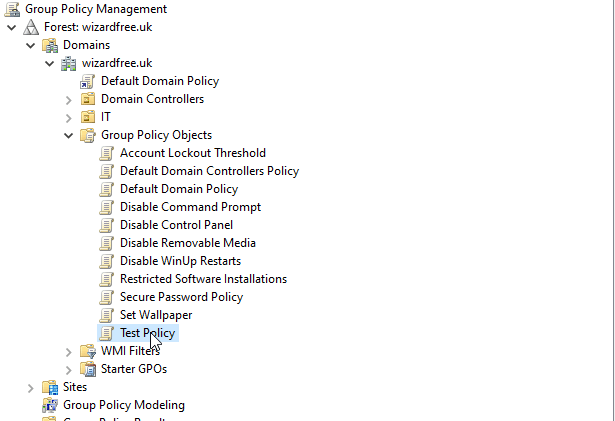 Group Policy Management
Forest: wizardfree.uk
Domains
wizardfree.uk
Default Domain Policy
Domain Controllers
IT
Group Policy Objects
Account Lockout Threshold
Default Domain Controllers Policy
Default Domain Policy
Disable Command Prompt
Disable Control Panel
Disable Removable Media
Disable WinUp Restarts
Restricted Software Installations
Secure Password Policy
Set Wallpaper
Test Policy
WMI Filters
Starter GPOs
Sites
Group Policy Modeling
Group Policy